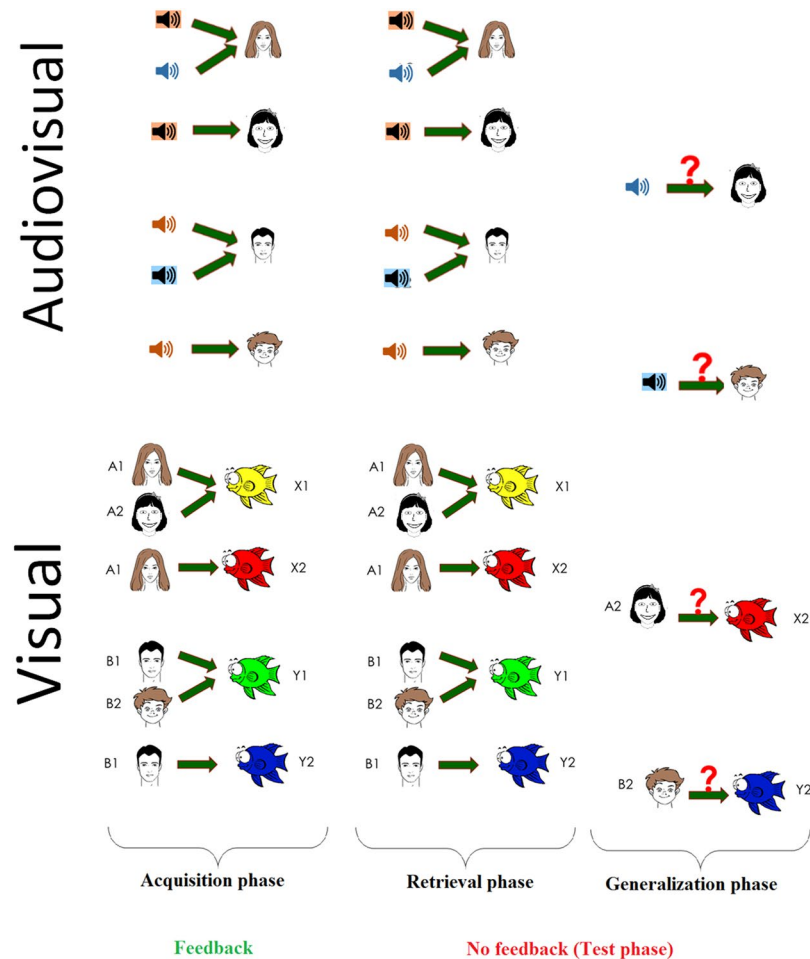 Audiovisual
?
?
Visual
A1
X1
A2
A1
X2
B1
Y1
B2
B1
Y2
A1
X1
A2
A1
X2
B1
Y1
B2
B1
Y2
A2
?
X2
B2
?
Y2
Acquisition phase
Retrieval phase
Generalization phase
Feedback
No feedback (Test phase)